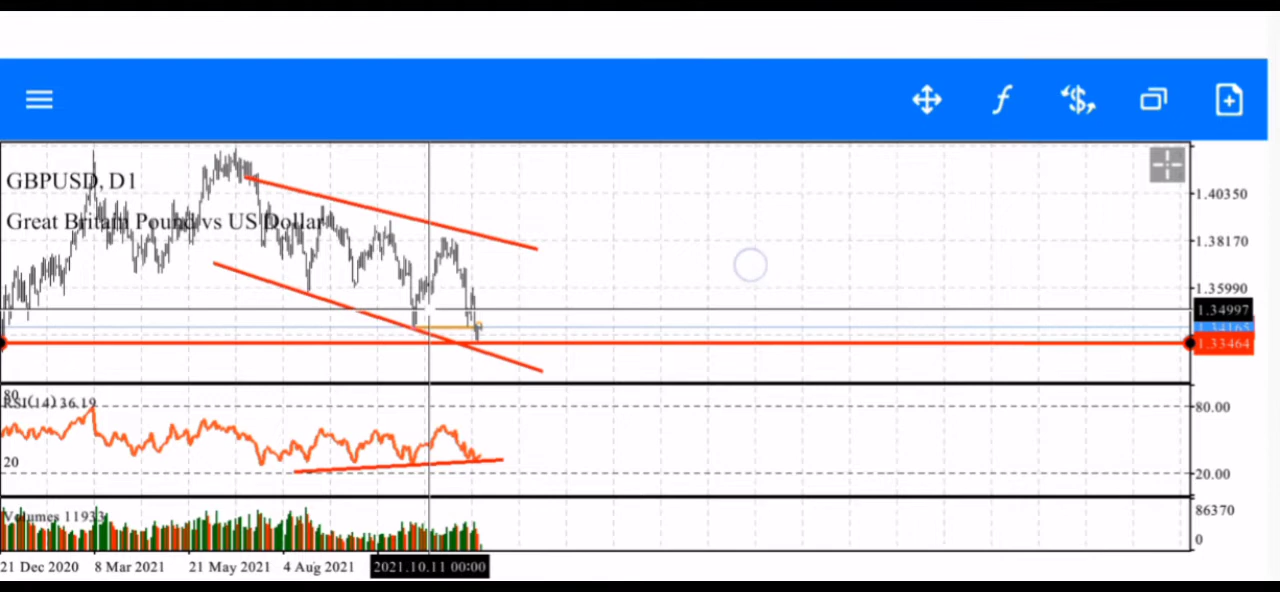 GBPUSD, D1
Great Britain Pound vs US Dollar
1.40350
1.38170
1.35990
1.34997
1.34165
1.33464
80
RSI(14) 36.19
80.00
20
20.00
Volumes 11933
86370
0
21 Dec 2020 8 Mar 2021 21 May 2021 4 Aug 2021 2021.10.11 00:00